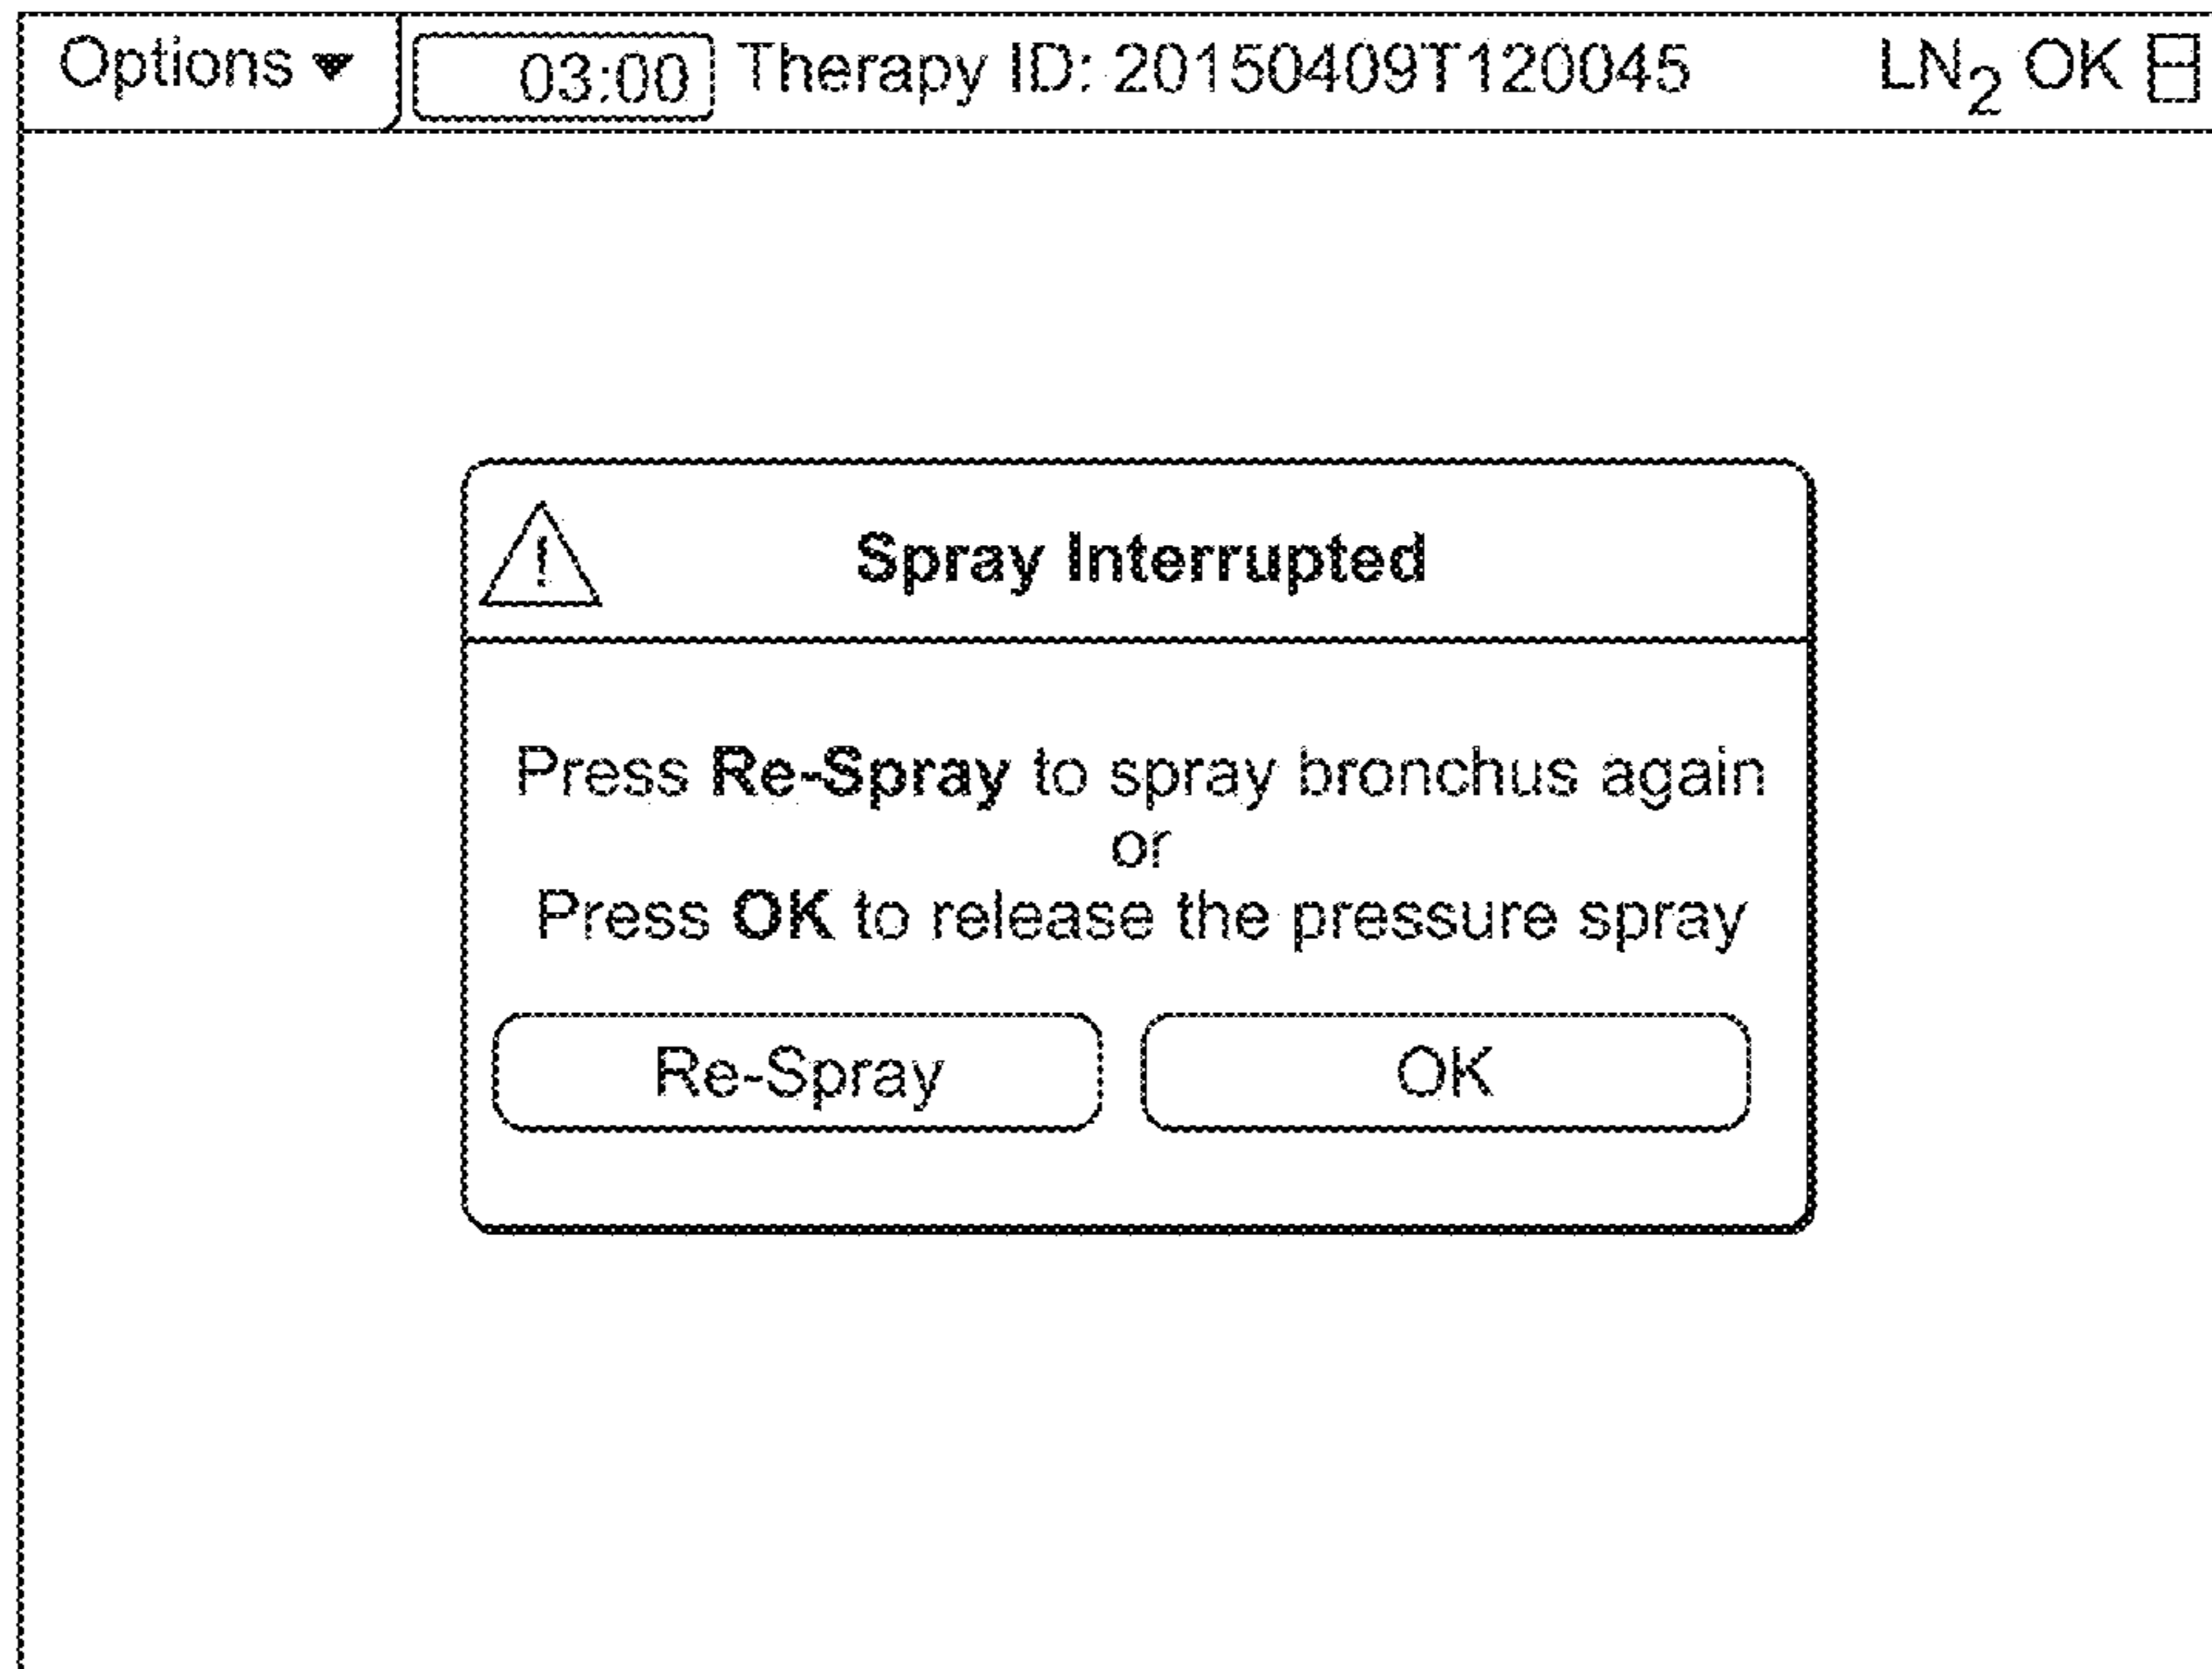 Options ▼ 03:00 Therapy ID: 20150409T120045 LN₂ OK
! Spray Interrupted
Press Re-Spray to spray bronchus again
or
Press OK to release the pressure spray
Re-Spray OK